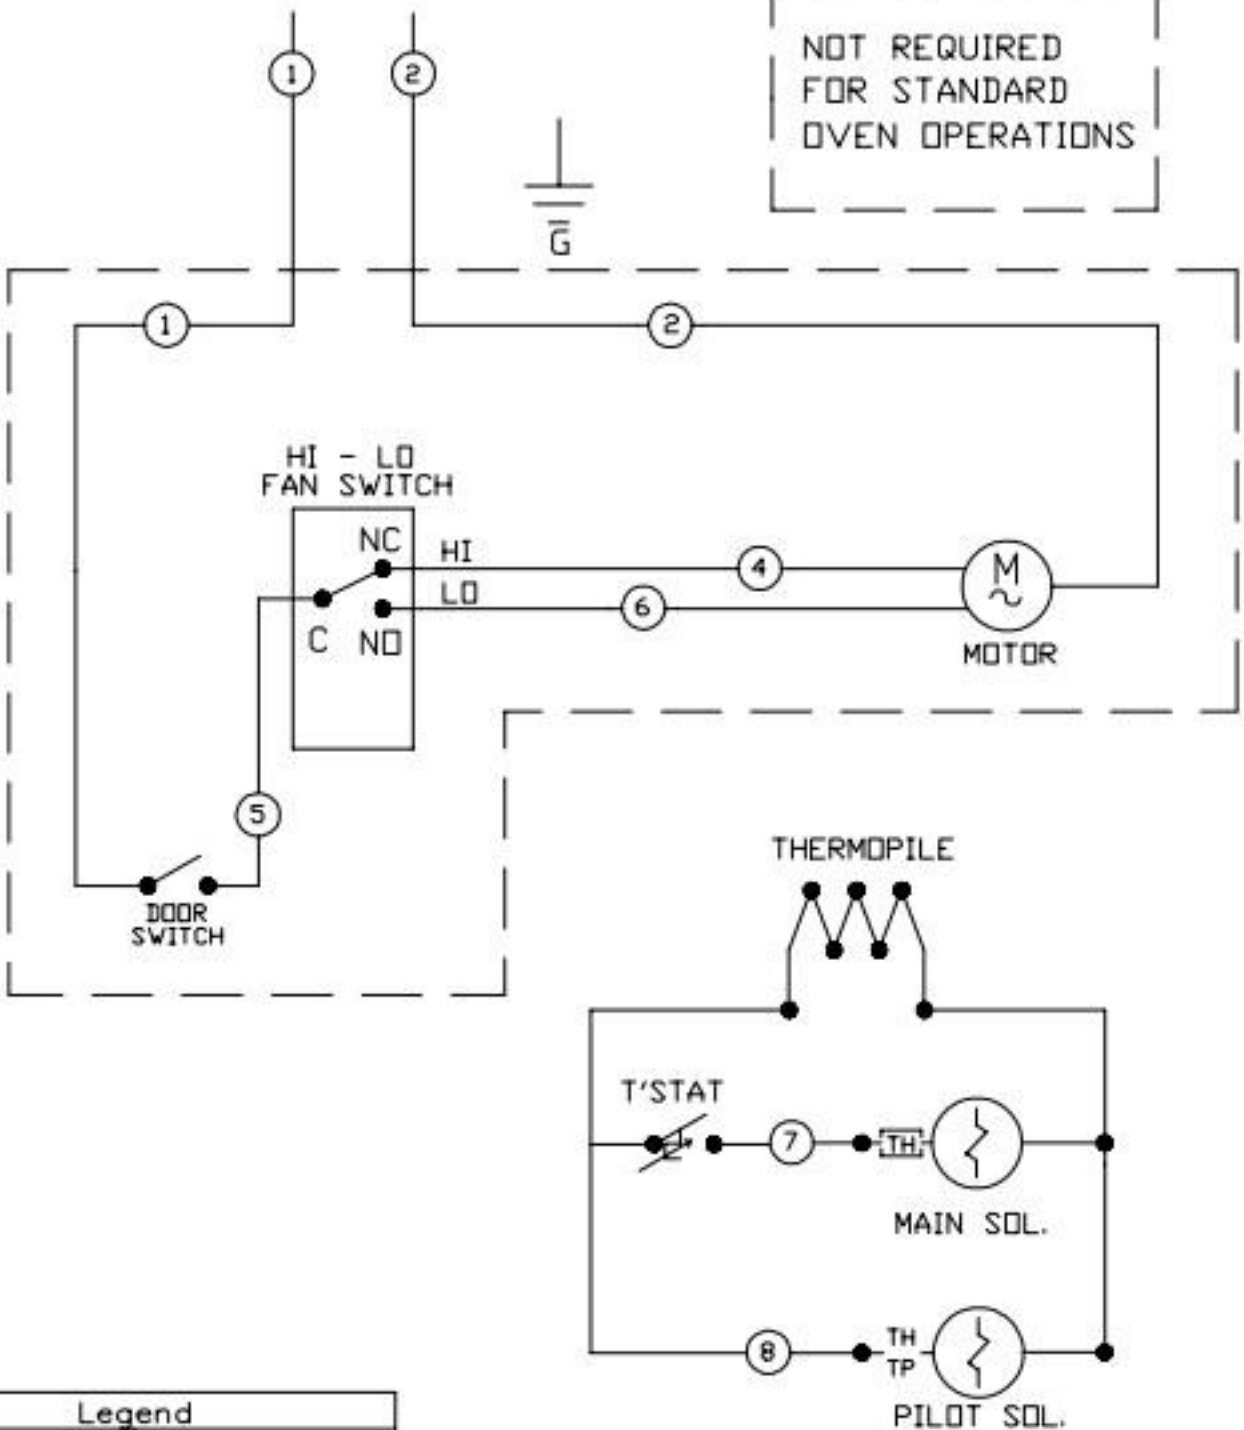 1
2
NOT REQUIRED
FOR STANDARD
OVEN OPERATIONS
G
1
2
HI - LO
FAN SWITCH
NC
HI
4
M
LO
6
C
NO
MOTOR
5
DOOR
SWITCH
THERMOPILE
T'STAT
7
TH
MAIN SOL.
8
TH
TP
PILOT SOL.
Legend